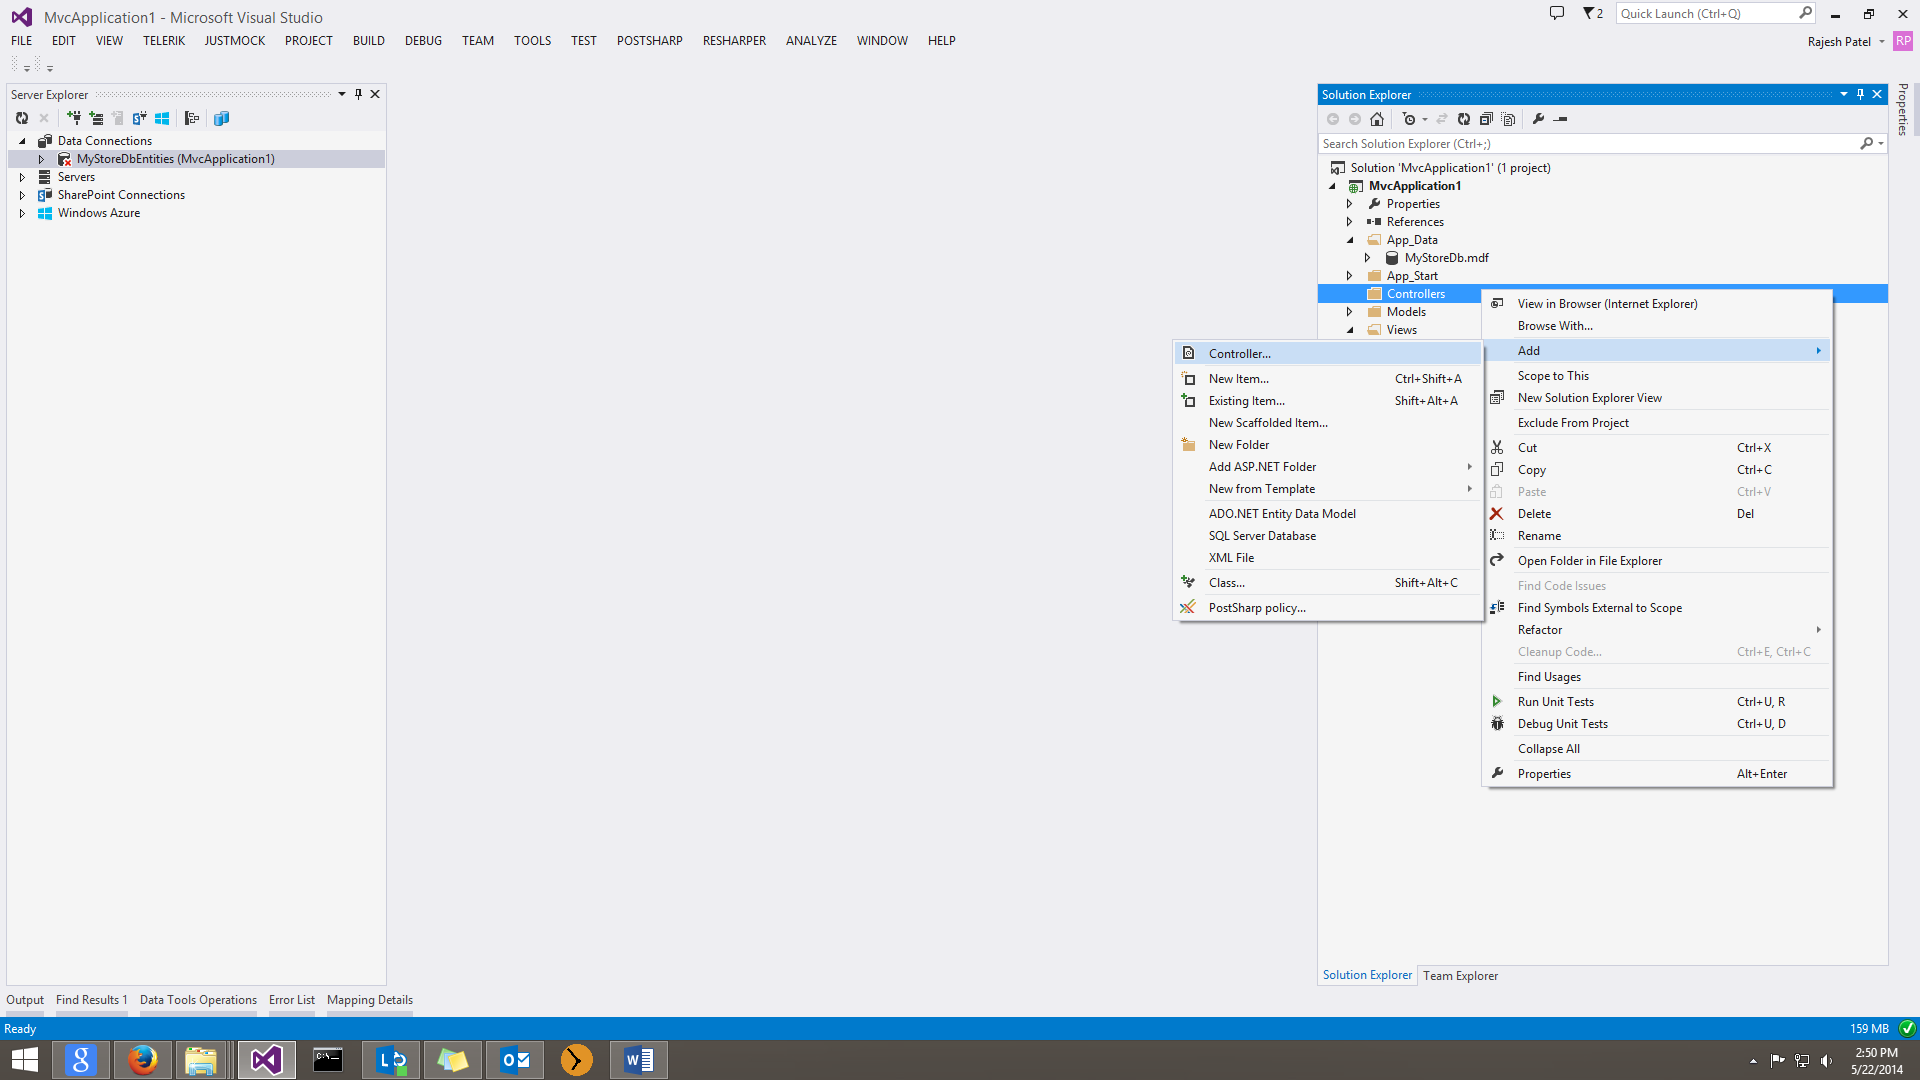 MvcApplication1 - Microsoft Visual Studio
2
Quick Launch (Ctrl+Q)
FILE EDIT VIEW TELERIK JUSTMOCK PROJECT BUILD DEBUG TEAM TOOLS TEST POSTSHARP RESHARPER ANALYZE WINDOW HELP
Rajesh Patel RP
Server Explorer
Data Connections
MyStoreDbEntities (MvcApplication1)
Servers
SharePoint Connections
Windows Azure
Solution Explorer
Search Solution Explorer (Ctrl+;)
Solution 'MvcApplication1' (1 project)
MvcApplication1
Properties
References
App_Data
MyStoreDb.mdf
App_Start
Controllers
Models
Views
Properties
Controller...
New Item... Ctrl+Shift+A
Existing Item... Shift+Alt+A
New Scaffolded Item...
New Folder
Add ASP.NET Folder
New from Template
ADO.NET Entity Data Model
SQL Server Database
XML File
Class... Shift+Alt+C
PostSharp policy...
View in Browser (Internet Explorer)
Browse With...
Add
Scope to This
New Solution Explorer View
Exclude From Project
Cut Ctrl+X
Copy Ctrl+C
Paste Ctrl+V
Delete Del
Rename
Open Folder in File Explorer
Find Code Issues
Find Symbols External to Scope
Refactor
Cleanup Code... Ctrl+E, Ctrl+C
Find Usages
Run Unit Tests Ctrl+U, R
Debug Unit Tests Ctrl+U, D
Collapse All
Properties Alt+Enter
Solution Explorer Team Explorer
Output Find Results 1 Data Tools Operations Error List Mapping Details
Ready
159 MB
2:50 PM
5/22/2014